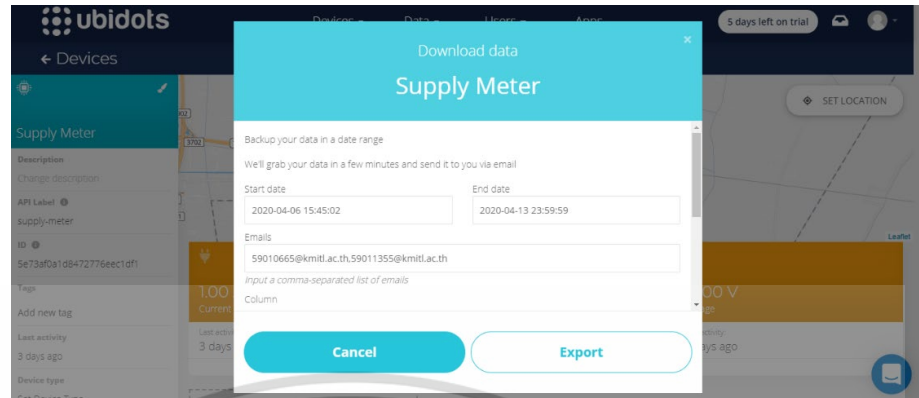 ubidots
Devices Data Users Apps
5 days left on trial
← Devices
Download data
×
Supply Meter
SET LOCATION
Supply Meter
Description
Change description
API Label
supply-meter
ID
5e73af0a1d8472776eec1df1
Tags
Add new tag
Last activity
3 days ago
Device type
3702
Backup your data in a date range
We'll grab your data in a few minutes and send it to you via email
Start date End date
2020-04-06 15:45:02 2020-04-13 23:59:59
Emails
59010665@kmitl.ac.th,59011355@kmitl.ac.th
Input a comma-separated list of emails
Column
Cancel Export
Leaflet
1.00
Current
3 days
00 V
ays ago